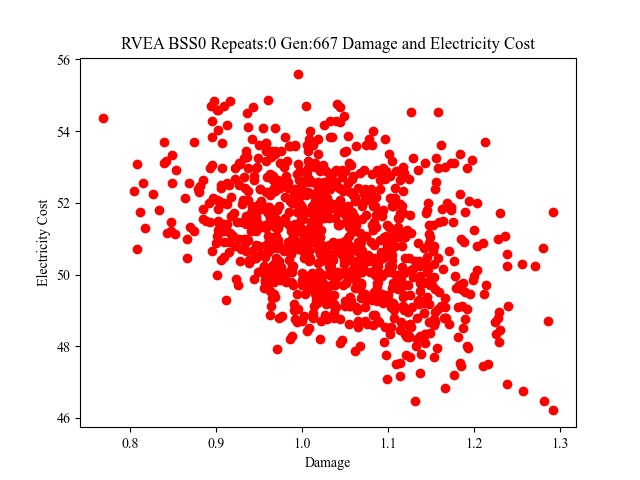 RVEA BSS0 Repeats:0 Gen:667 Damage and Electricity Cost
56
54
52
50
48
46
Electricity Cost
0.8 0.9 1.0 1.1 1.2 1.3
Damage